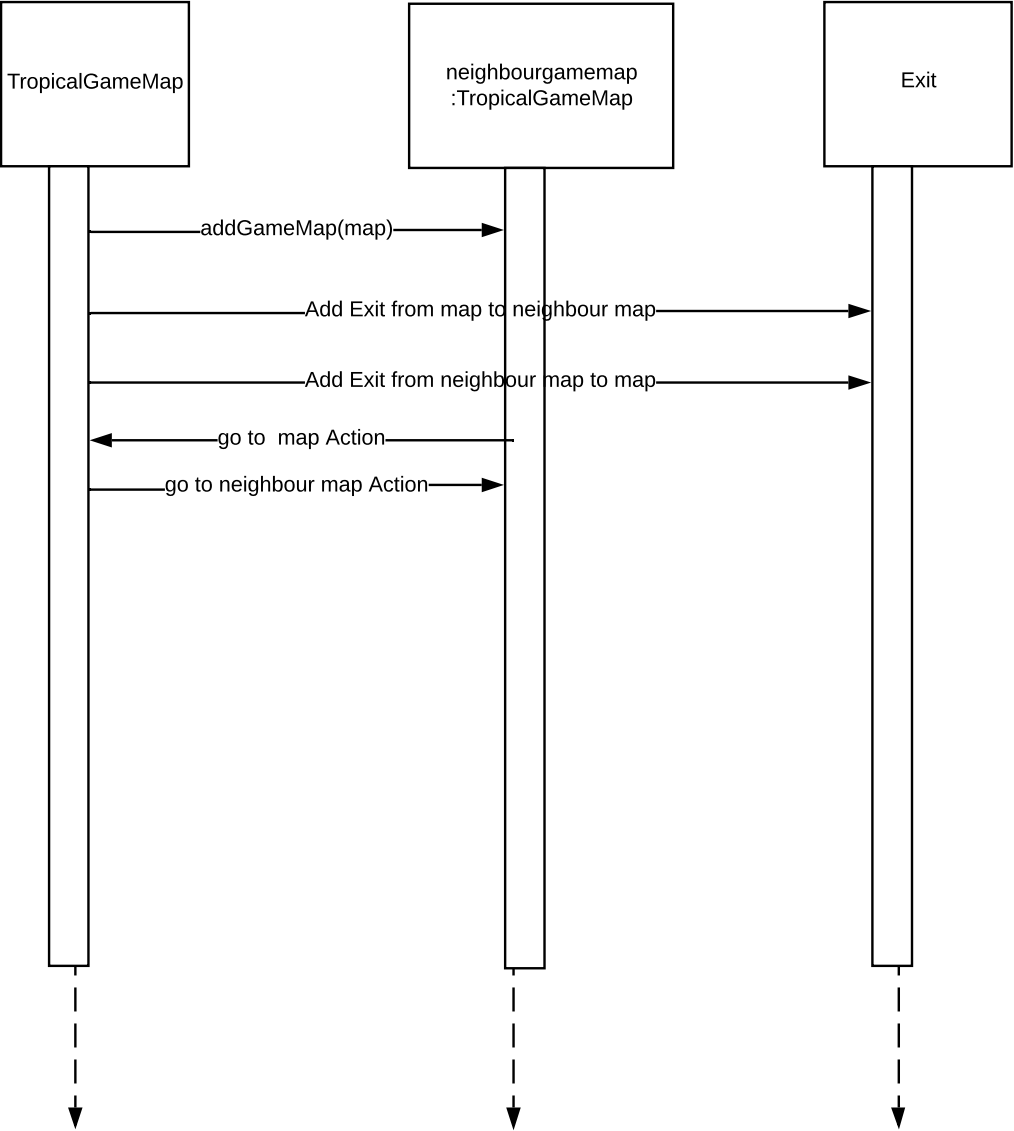 TropicalGameMap
neighbourgamemap
:TropicalGameMap
Exit
addGameMap(map)
Add Exit from map to neighbour map
Add Exit from neighbour map to map
go to  map Action
go to neighbour map Action